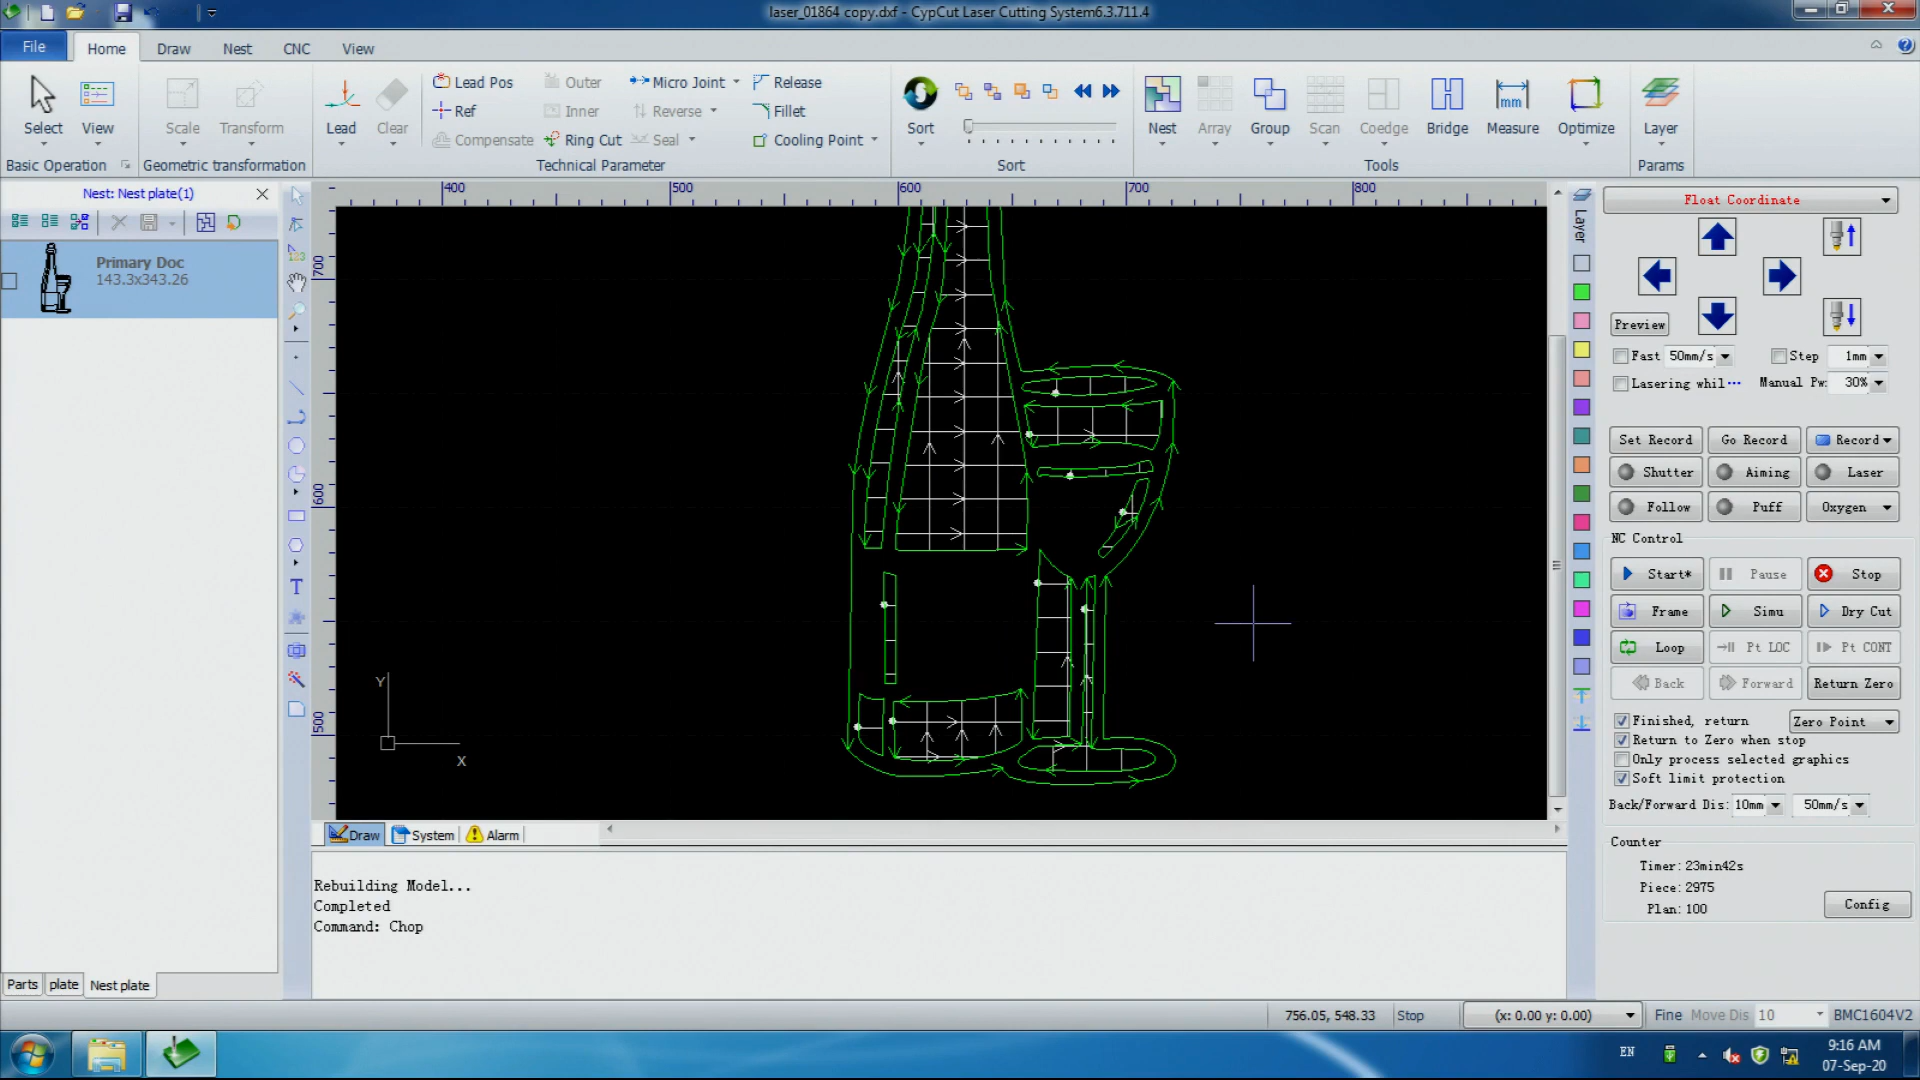 laser_01864 copy.dxf - CypCut Laser Cutting System6.3.711.4
File Home Draw Nest CNC View
Lead Pos Outer Micro Joint Release
Ref Inner Reverse Fillet
Compensate Ring Cut Seal Cooling Point
Select View Scale Transform Lead Clear Sort Nest Array Group Scan Coedge Bridge mm Measure Optimize Layer
Basic Operation Geometric transformation Technical Parameter Sort Tools Params
Nest: Nest plate(1)
Primary Doc
143.3x343.26
123
400 500 600 700 800
700
600
500
Y
X
Layer
Float Coordinate
Preview
Fast 50mm/s Step 1mm
Lasering whil ··· Manual Pw: 30%
Set Record Go Record Record
Shutter Aiming Laser
Follow Puff Oxygen
NC Control
Start* Pause Stop
Frame Simu Dry Cut
Loop Pt LOC Pt CONT
Back Forward Return Zero
Finished, return Zero Point
Return to Zero when stop
Only process selected graphics
Soft limit protection
Back/Forward Dis: 10mm 50mm/s
Counter
Timer: 23min42s
Piece: 2975
Plan: 100
Config
Draw System Alarm
Rebuilding Model...
Completed
Command: Chop
Parts plate Nest plate
756.05, 548.33 Stop (x: 0.00 y: 0.00) Fine Move Dis 10 BMC1604V2
EN 9:16 AM
07-Sep-20